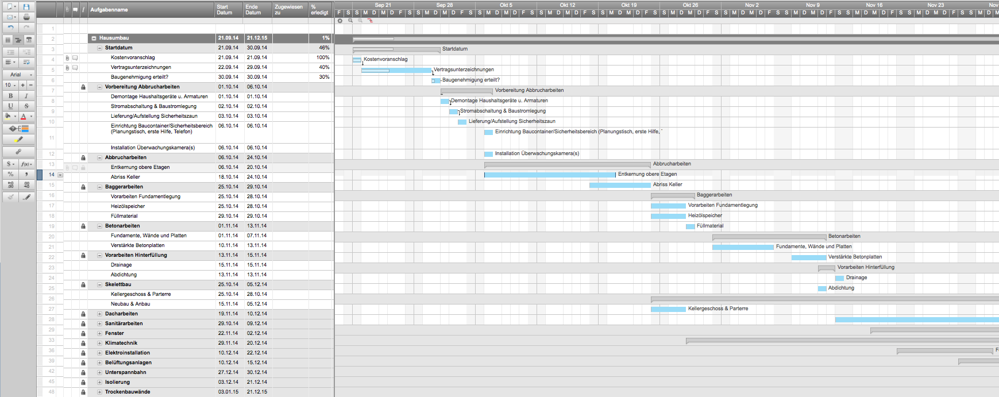 Aufgabenname Start Datum Ende Datum Zugewiesen zu % erledigt
Sep 21 Sep 28 Okt 5 Okt 12 Okt 19 Okt 26 Nov 2 Nov 9 Nov 16 Nov 23 Nov
F S S M D M D F S S M D M D F S S M D M D F S S M D M D F S S M D M D F S S M D M D F S S M D M D F S S M D M D F S S M D M D F S S M D M D F S S M D M
Arial
10
B I
U S
A
$ f(x)
% ,
.00
.00
1
2
3
4
5
6
7
8
9
10
11
12
13
14
15
16
17
18
19
20
21
22
23
24
25
26
27
28
29
33
36
39
42
45
48
Hausumbau 21.09.14 21.12.15 1%
Startdatum 21.09.14 30.09.14 46%
Kostenvoranschlag 21.09.14 21.09.14 100%
Vertragsunterzeichnungen 22.09.14 29.09.14 40%
Baugenehmigung erteilt? 30.09.14 30.09.14 30%
Vorbereitung Abbrucharbeiten 01.10.14 06.10.14
Demontage Haushaltsgeräte u. Armaturen 01.10.14 01.10.14
Stromabschaltung & Baustromlegung 02.10.14 02.10.14
Lieferung/Aufstellung Sicherheitszaun 03.10.14 03.10.14
Einrichtung Baucontainer/Sicherheitsbereich 06.10.14 06.10.14
(Planungstisch, erste Hilfe, Telefon)
Installation Überwachungskamera(s) 06.10.14 06.10.14
Abbrucharbeiten 06.10.14 24.10.14
Entkernung obere Etagen 06.10.14 20.10.14
Abriss Keller 18.10.14 24.10.14
Baggerarbeiten 25.10.14 29.10.14
Vorarbeiten Fundamentlegung 25.10.14 28.10.14
Heizölspeicher 25.10.14 28.10.14
Füllmaterial 29.10.14 29.10.14
Betonarbeiten 01.11.14 13.11.14
Fundamente, Wände und Platten 01.11.14 07.11.14
Verstärkte Betonplatten 10.11.14 13.11.14
Vorarbeiten Hinterfüllung 13.11.14 15.11.14
Drainage 15.11.14 15.11.14
Abdichtung 13.11.14 13.11.14
Skelettbau 25.10.14 05.12.14
Kellergeschoss & Parterre 25.10.14 28.10.14
Neubau & Anbau 15.11.14 05.12.14
Dacharbeiten 19.11.14 10.12.14
Sanitärarbeiten 29.10.14 09.12.14
Fenster 22.11.14 02.12.14
Klimatechnik 29.11.14 20.12.14
Elektroinstallation 10.12.14 22.12.14
Belüftungsanlagen 10.12.14 15.12.14
Unterspannbahn 27.12.14 30.12.14
Isolierung 03.12.14 21.12.14
Trockenbauwände 03.01.15 21.12.15
Startdatum
Kostenvoranschlag
Vertragsunterzeichnungen
Baugenehmigung erteilt?
Vorbereitung Abbrucharbeiten
Demontage Haushaltsgeräte u. Armaturen
Stromabschaltung & Baustromlegung
Lieferung/Aufstellung Sicherheitszaun
Einrichtung Baucontainer/Sicherheitsbereich (Planungstisch, erste Hilfe,
Installation Überwachungskamera(s)
Abbrucharbeiten
Entkernung obere Etagen
Abriss Keller
Baggerarbeiten
Vorarbeiten Fundamentlegung
Heizölspeicher
Füllmaterial
Betonarbeiten
Fundamente, Wände und Platten
Verstärkte Betonplatten
Vorarbeiten Hinterfüllung
Drainage
Abdichtung
Kellergeschoss & Parterre